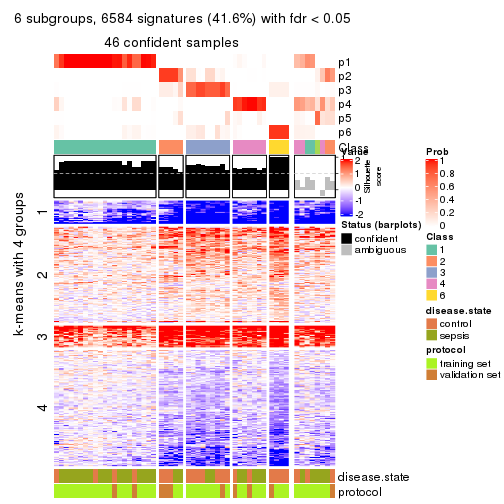 6 subgroups, 6584 signatures (41.6%) with fdr < 0.05
46 confident samples
p1
p2
p3
p4
p5
p6
Class
1
2
3
4
k-means with 4 groups
disease.state
protocol
Silhouette
score
Value
2
1
0
-1
-2
Status (barplots)
confident
ambiguous
Prob
1
0.8
0.6
0.4
0.2
0
Class
1
2
3
4
6
disease.state
control
sepsis
protocol
training set
validation set